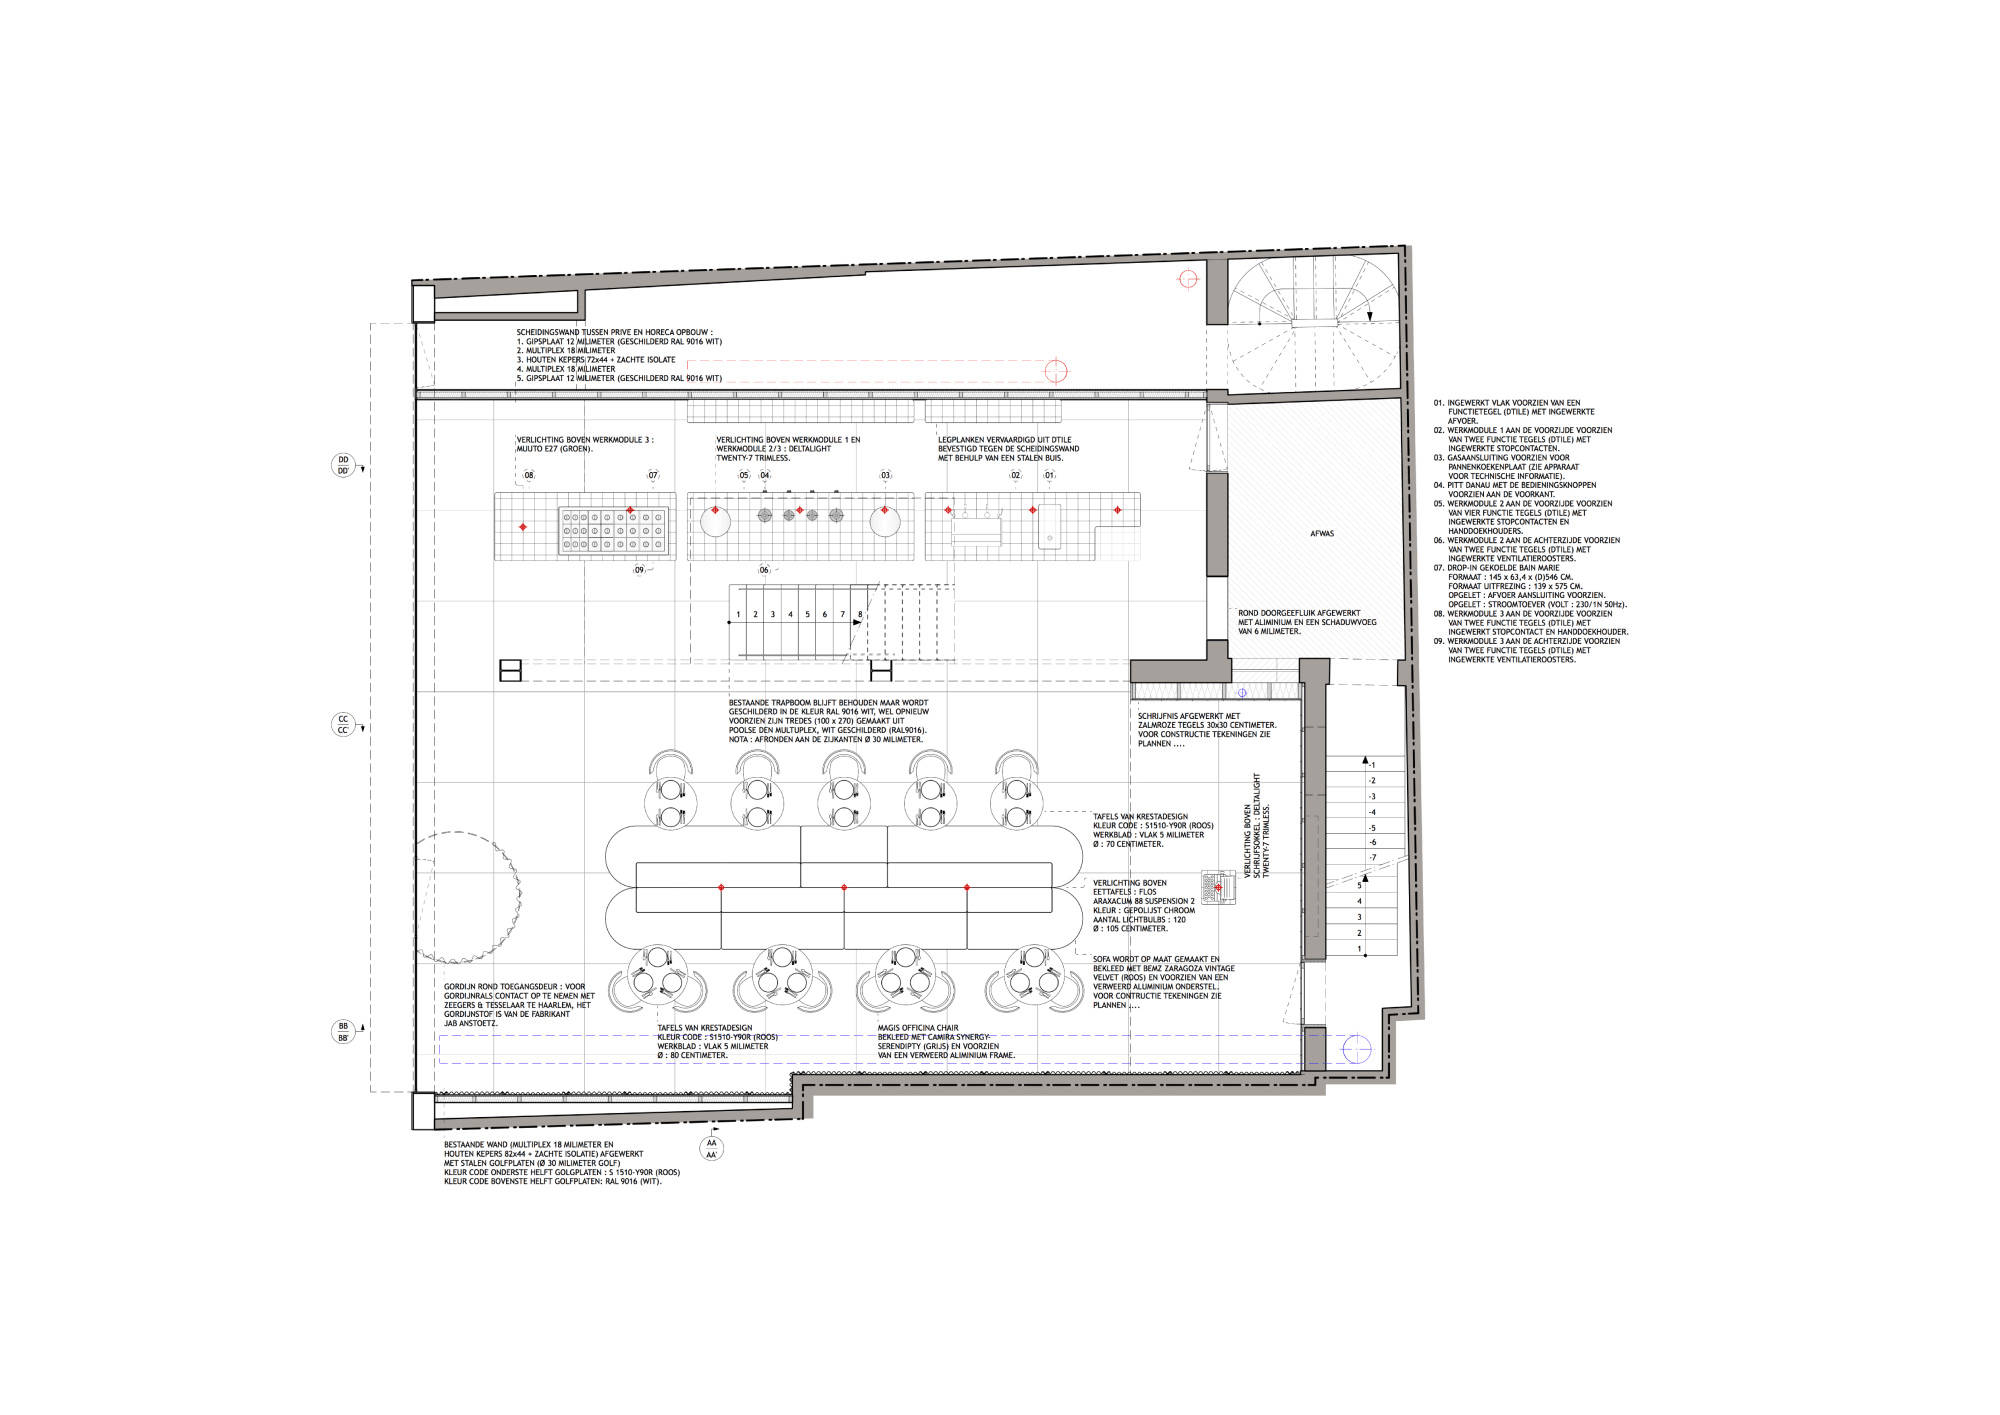 SCHEIDINGSWAND TUSSEN PRIVE EN HORECA OPBOUW :
1. GIPSPLAAT 12 MILIMETER (GESCHILDERD RAL 9016 WIT)
2. MULTIPLEX 18 MILIMETER
3. HOUTEN KEPERS 72x44 + ZACHTE ISOLATE
4. MULTIPLEX 18 MILIMETER
5. GIPSPLAAT 12 MILIMETER (GESCHILDERD RAL 9016 WIT)
VERLICHTING BOVEN WERKMODULE 3 :
MUUTO E27 (GROEN).
VERLICHTING BOVEN WERKMODULE 1 EN
WERKMODULE 2/3 : DELTALIGHT
TWENTY-7 TRIMLESS.
LEGPLANKEN VERVAARDIGD UIT DTILE
BEVESTIGD TEGEN DE SCHEIDINGSWAND
MET BEHULP VAN EEN STALEN BUIS.
DD
DD'
08
07
05
04
03
02
01
09
06
AFWAS
1 2 3 4 5 6 7 8
ROND DOORGEEFLUIK AFGEWERKT
MET ALIMINIUM EN EEN SCHADUWVOEG
VAN 6 MILIMETER.
01. INGEWERKT VLAK VOORZIEN VAN EEN
FUNCTIETEGEL (DTILE) MET INGEWERKTE
AFVOER.
02. WERKMODULE 1 AAN DE VOORZIJDE VOORZIEN
VAN TWEE FUNCTIE TEGELS (DTILE) MET
INGEWERKTE STOPCONTACTEN.
03. GASAANSLUITING VOORZIEN VOOR
PANNENKOEKENPLAAT (ZIE APPARAAT
VOOR TECHNISCHE INFORMATIE).
04. PITT DANAU MET DE BEDIENINGSKNOPPEN
VOORZIEN AAN DE VOORKANT.
05. WERKMODULE 2 AAN DE VOORZIJDE VOORZIEN
VAN VIER FUNCTIE TEGELS (DTILE) MET
INGEWERKTE STOPCONTACTEN EN
HANDDOEKHOUDERS.
06. WERKMODULE 2 AAN DE ACHTERZIJDE VOORZIEN
VAN TWEE FUNCTIE TEGELS (DTILE) MET
INGEWERKTE VENTILATIEROOSTERS.
07. DROP-IN GEKOELDE BAIN MARIE
FORMAAT : 145 x 63,4 x (D)546 CM.
FORMAAT UITFREZING : 139 x 575 CM.
OPGELET : AFVOER AANSLUITING VOORZIEN.
OPGELET : STROOMTOEVER (VOLT : 230/1N 50Hz).
08. WERKMODULE 3 AAN DE VOORZIJDE VOORZIEN
VAN TWEE FUNCTIE TEGELS (DTILE) MET
INGEWERKT STOPCONTACT EN HANDDOEKHOUDER.
09. WERKMODULE 3 AAN DE ACHTERZIJDE VOORZIEN
VAN TWEE FUNCTIE TEGELS (DTILE) MET
INGEWERKTE VENTILATIEROOSTERS.
CC
CC'
BESTAANDE TRAPBOOM BLIJFT BEHOUDEN MAAR WORDT
GESCHILDERD IN DE KLEUR RAL 9016 WIT, WEL OPNIEUW
VOORZIEN ZIJN TREDES (100 x 270) GEMAAKT UIT
POOLSE DEN MULTUPLEX, WIT GESCHILDERD (RAL9016).
NOTA : AFRONDEN AAN DE ZIJKANTEN Ø 30 MILIMETER.
SCHRIJFNIS AFGEWERKT MET
ZALMROZE TEGELS 30x30 CENTIMETER.
VOOR CONSTRUCTIE TEKENINGEN ZIE
PLANNEN ....
VERLICHTING BOVEN
SCHRIJFSOKKEL : DELTALIGHT
TWENTY-7 TRIMLESS.
-1
-2
-3
-4
-5
-6
-7
5
4
3
2
1
TAFELS VAN KRESTADESIGN
KLEUR CODE : S1510-Y90R (ROOS)
WERKBLAD : VLAK 5 MILIMETER
Ø : 70 CENTIMETER.
VERLICHTING BOVEN
EETTAFELS : FLOS
ARAXACUM 88 SUSPENSION 2
KLEUR : GEPOLIJST CHROOM
AANTAL LICHTBULBS : 120
Ø : 105 CENTIMETER.
SOFA WORDT OP MAAT GEMAAKT EN
BEKLEED MET BEMZ ZARAGOZA VINTAGE
VELVET (ROOS) EN VOORZIEN VAN EEN
VERWEERD ALUMINIUM ONDERSTEL.
VOOR CONTRUCTIE TEKENINGEN ZIE
PLANNEN ....
GORDIJN ROND TOEGANGSDEUR : VOOR
GORDIJNRALS CONTACT OP TE NEMEN MET
ZEEGERS & TESSELAAR TE HAARLEM, HET
GORDIJNSTOF IS VAN DE FABRIKANT
JAB ANSTOETZ.
BB
BB'
TAFELS VAN KRESTADESIGN
KLEUR CODE : S1510-Y90R (ROOS)
WERKBLAD : VLAK 5 MILIMETER
Ø : 80 CENTIMETER.
MAGIS OFFICINA CHAIR
BEKLEED MET CAMIRA SYNERGY-
SERENDIPTY (GRIJS) EN VOORZIEN
VAN EEN VERWEERD ALIMINIUM FRAME.
AA
AA'
BESTAANDE WAND (MULTIPLEX 18 MILIMETER EN
HOUTEN KEPERS 82x44 + ZACHTE ISOLATIE) AFGEWERKT
MET STALEN GOLFPLATEN (Ø 30 MILIMETER GOLF)
KLEUR CODE ONDERSTE HELFT GOLGPLATEN : S 1510-Y90R (ROOS)
KLEUR CODE BOVENSTE HELFT GOLFPLATEN: RAL 9016 (WIT).